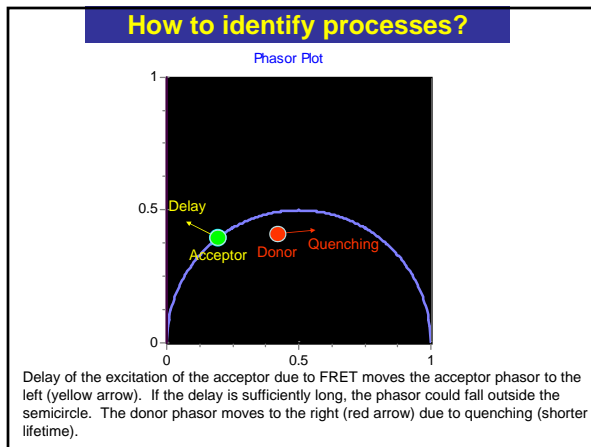 How to identify processes?
Phasor Plot
1
0.5
Delay
Acceptor
Donor
Quenching
0
0
0.5
1
Delay of the excitation of the acceptor due to FRET moves the acceptor phasor to the
left (yellow arrow).  If the delay is sufficiently long, the phasor could fall outside the
semicircle.  The donor phasor moves to the right (red arrow) due to quenching (shorter
lifetime).